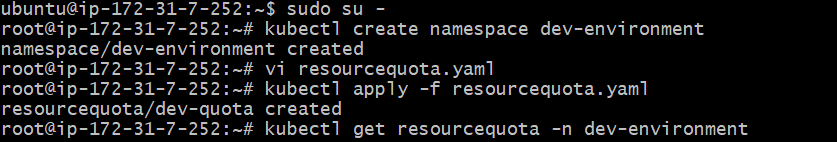 ubuntu@ip-172-31-7-252:~$ sudo su -
root@ip-172-31-7-252:~# kubectl create namespace dev-environment
namespace/dev-environment created
root@ip-172-31-7-252:~# vi resourcequota.yaml
root@ip-172-31-7-252:~# kubectl apply -f resourcequota.yaml
resourcequota/dev-quota created
root@ip-172-31-7-252:~# kubectl get resourcequota -n dev-environment